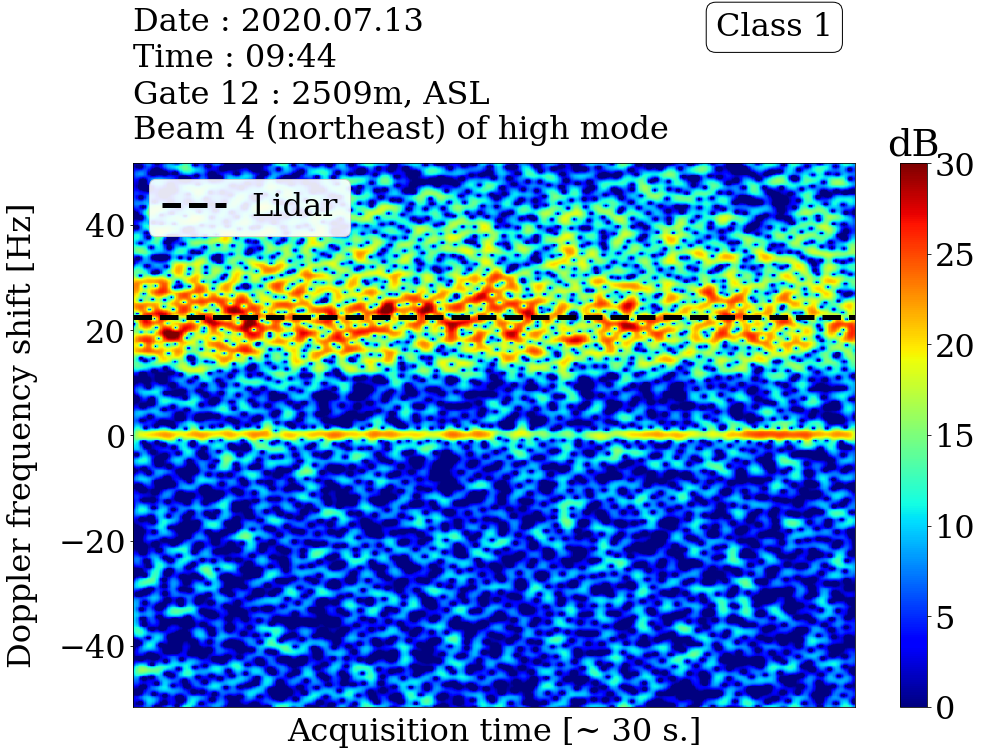 Date : 2020.07.13
Time : 09:44
Gate 12 : 2509m, ASL
Beam 4 (northeast) of high mode
Class 1
dB
Lidar
Doppler frequency shift [Hz]
40
20
0
−20
−40
30
25
20
15
10
5
0
Acquisition time [~ 30 s.]